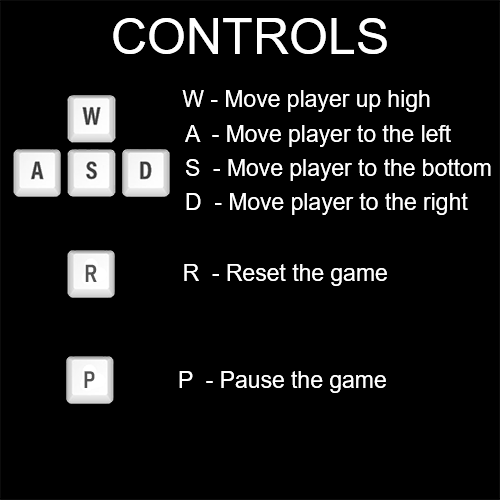 CONTROLS
W
W - Move player up high
A - Move player to the left
A S D
S - Move player to the bottom
D - Move player to the right
R
R - Reset the game
P
P - Pause the game